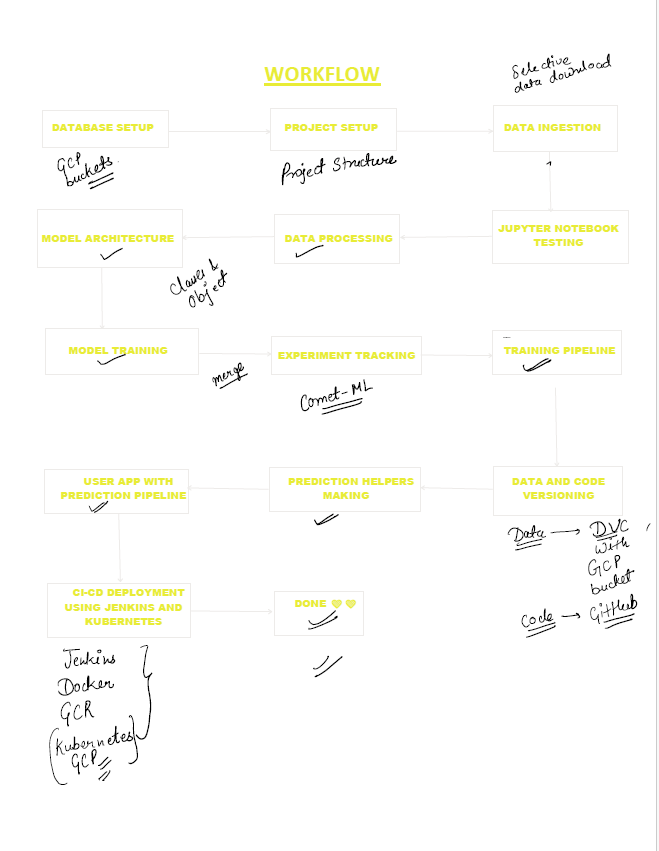 WORKFLOW
Selective
data download
DATABASE SETUP
PROJECT SETUP
DATA INGESTION
GCP
buckets.
Project Structure
MODEL ARCHITECTURE
DATA PROCESSING
JUPYTER NOTEBOOK
TESTING
Classes &
Object
MODEL TRAINING
EXPERIMENT TRACKING
TRAINING PIPELINE
merge
Comet-ML
USER APP WITH
PREDICTION PIPELINE
PREDICTION HELPERS
MAKING
DATA AND CODE
VERSIONING
Data → DVC
with
GCP
bucket
Code → GitHub
CI-CD DEPLOYMENT
USING JENKINS AND
KUBERNETES
DONE 💛💛
Jenkins
Docker
GCR
(Kubernetes)
GCP